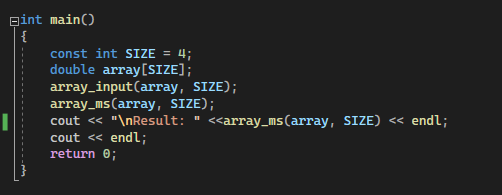 int main()
{
const int SIZE = 4;
double array[SIZE];
array_input(array, SIZE);
array_ms(array, SIZE);
cout << "\nResult: " <<array_ms(array, SIZE) << endl;
cout << endl;
return 0;
}